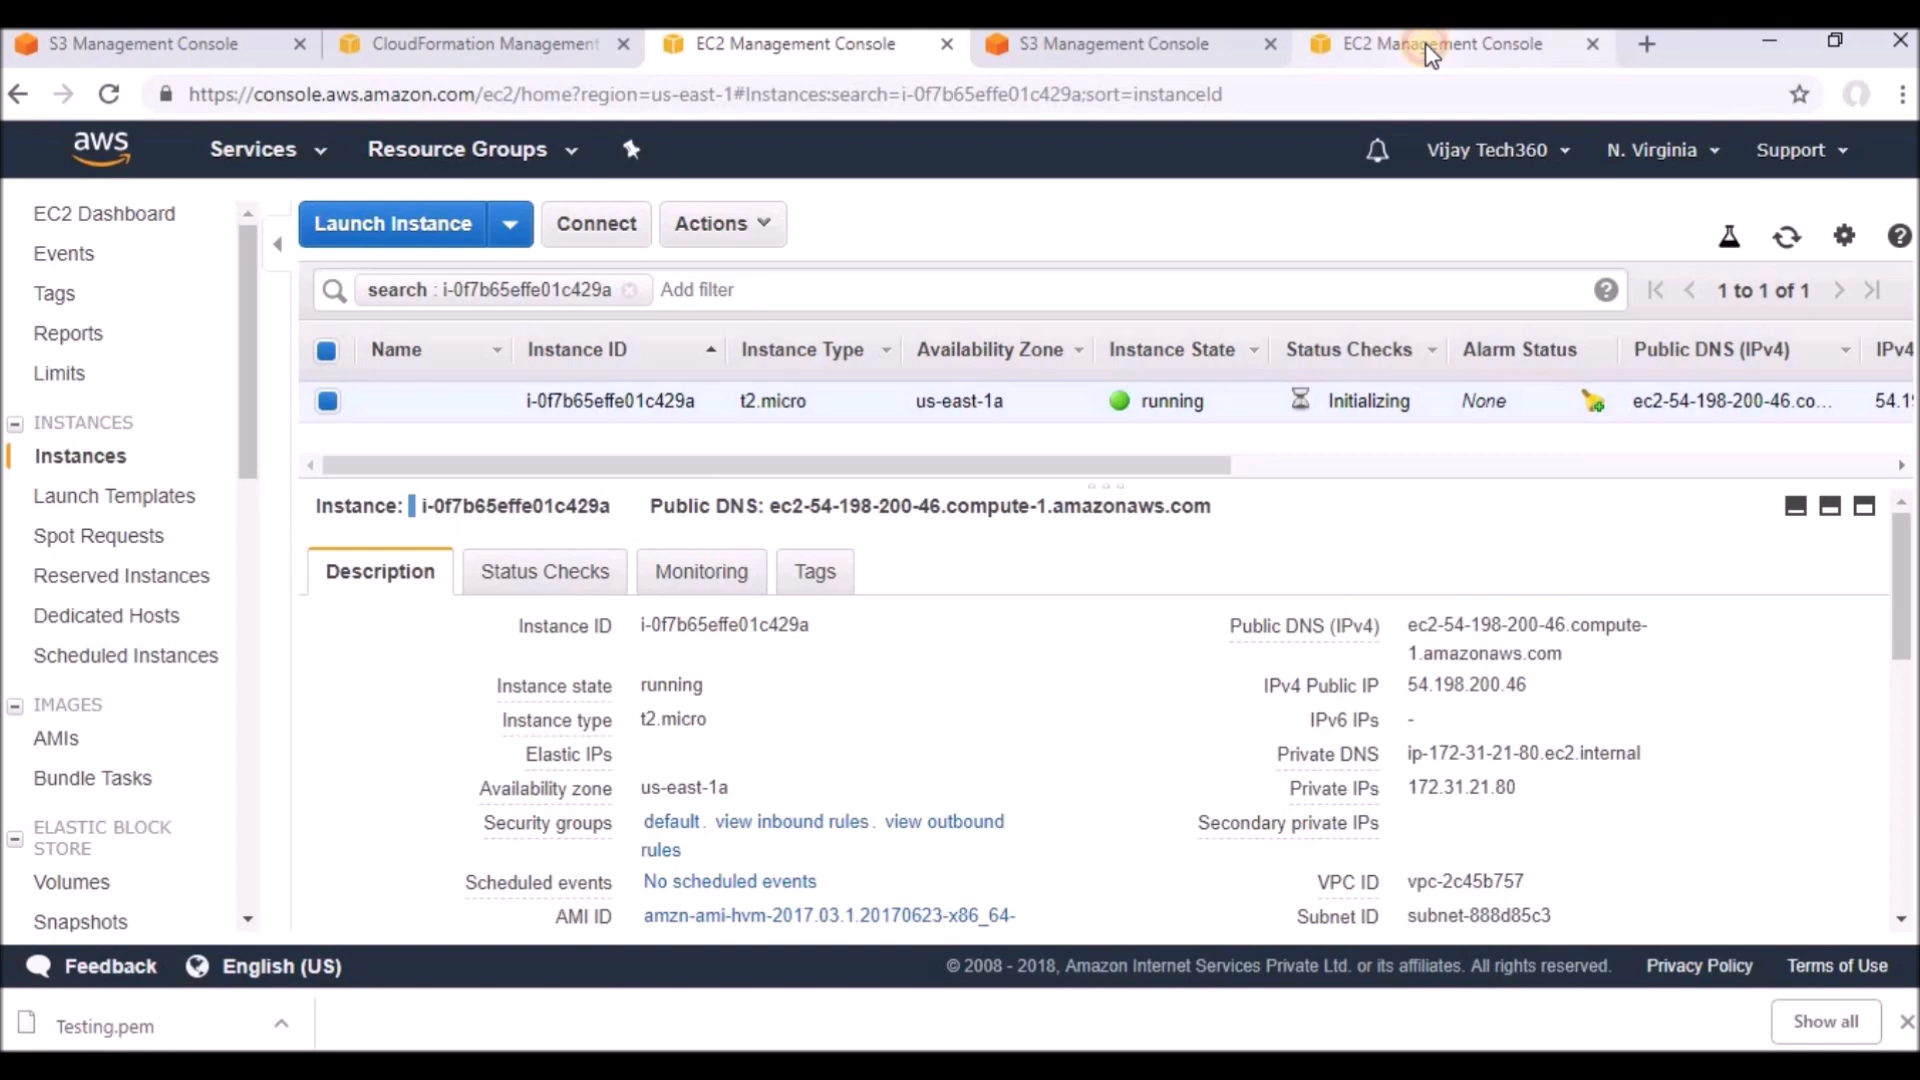 S3 Management Console
CloudFormation Management
EC2 Management Console
S3 Management Console
EC2 Management Console
https://console.aws.amazon.com/ec2/home?region=us-east-1#Instances:search=i-0f7b65effe01c429a;sort=instanceId
aws
Services
Resource Groups
Vijay Tech360
N. Virginia
Support
EC2 Dashboard
Events
Tags
Reports
Limits
INSTANCES
Instances
Launch Templates
Spot Requests
Reserved Instances
Dedicated Hosts
Scheduled Instances
IMAGES
AMIs
Bundle Tasks
ELASTIC BLOCK
STORE
Volumes
Snapshots
Launch Instance
Connect
Actions
search : i-0f7b65effe01c429a
Add filter
1 to 1 of 1
Name Instance ID Instance Type Availability Zone Instance State Status Checks Alarm Status Public DNS (IPv4) IPv4
i-0f7b65effe01c429a t2.micro us-east-1a running Initializing None ec2-54-198-200-46.co...
Instance: i-0f7b65effe01c429a Public DNS: ec2-54-198-200-46.compute-1.amazonaws.com
Description
Status Checks
Monitoring
Tags
Instance ID i-0f7b65effe01c429a
Instance state running
Instance type t2.micro
Elastic IPs
Availability zone us-east-1a
Security groups default . view inbound rules . view outbound
rules
Scheduled events No scheduled events
AMI ID amzn-ami-hvm-2017.03.1.20170623-x86_64-
Public DNS (IPv4) ec2-54-198-200-46.compute-
1.amazonaws.com
IPv4 Public IP 54.198.200.46
IPv6 IPs -
Private DNS ip-172-31-21-80.ec2.internal
Private IPs 172.31.21.80
Secondary private IPs
VPC ID vpc-2c45b757
Subnet ID subnet-888d85c3
Feedback
English (US)
© 2008 - 2018, Amazon Internet Services Private Ltd. or its affiliates. All rights reserved.
Privacy Policy
Terms of Use
Testing.pem
Show all